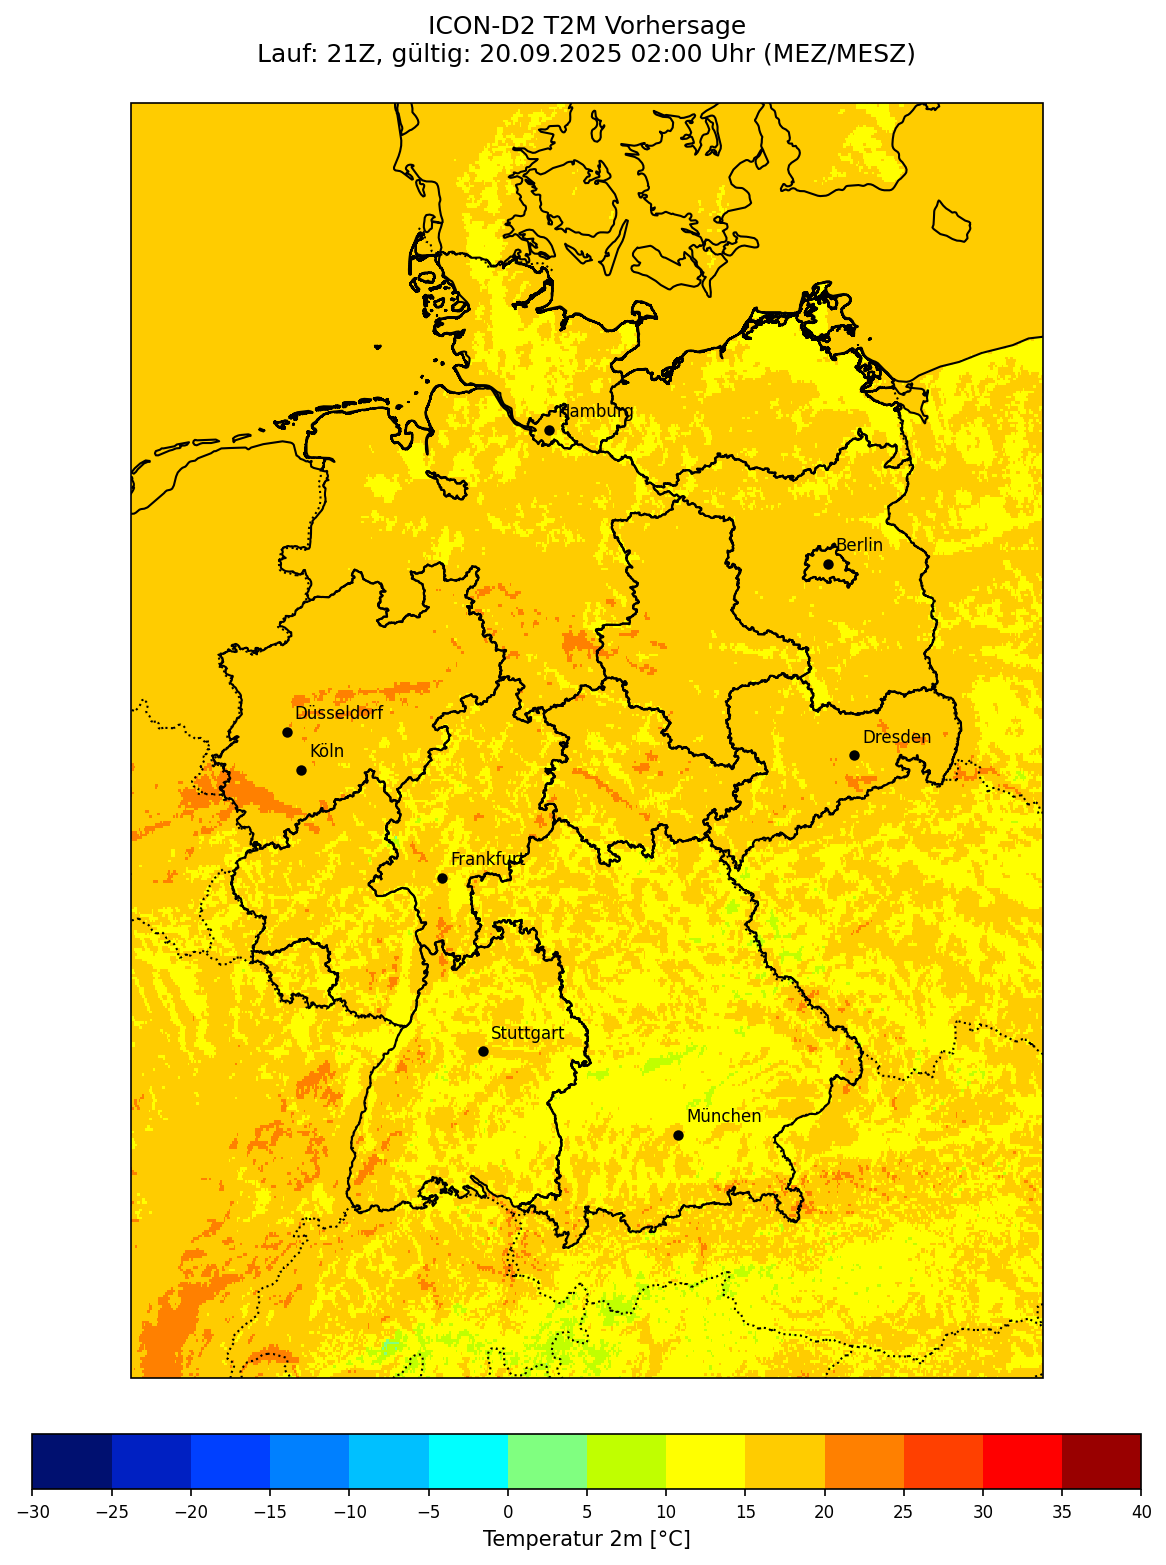 ICON-D2 T2M Vorhersage
Lauf: 21Z, gültig: 20.09.2025 02:00 Uhr (MEZ/MESZ)
Hamburg
Berlin
Düsseldorf
Dresden
Köln
Frankfurt
Stuttgart
München
−30 −25 −20 −15 −10 −5 0 5 10 15 20 25 30 35 40
Temperatur 2m [°C]